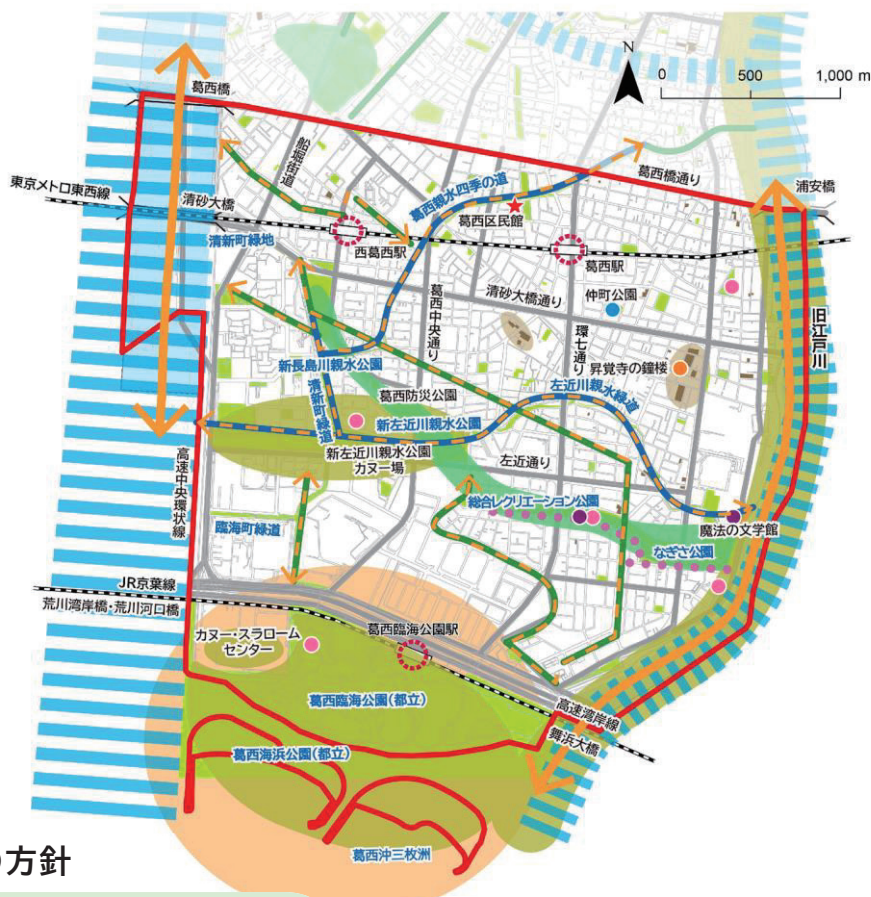 N
0 500 1,000 m
葛西橋
船堀街道
葛西親水四季の道
葛西橋通り
東京メトロ東西線
清砂大橋
葛西区民館
浦安橋
清新町緑地
西葛西駅
葛西駅
葛西中央通り
清砂大橋通り
仲町公園
環七通り
旧江戸川
昇覚寺の鐘楼
新長島川親水公園
清新町緑道
葛西防災公園
左近川親水緑道
新左近川親水公園
新左近川親水公園
カヌー場
左近通り
高速中央環状線
総合レクリエーション公園
魔法の文学館
臨海町緑道
なぎさ公園
JR京葉線
荒川湾岸橋・荒川河口橋
カヌー・スラローム
センター
葛西臨海公園駅
葛西臨海公園(都立)
高速湾岸線
舞浜大橋
葛西海浜公園(都立)
葛西沖三枚洲
の方針